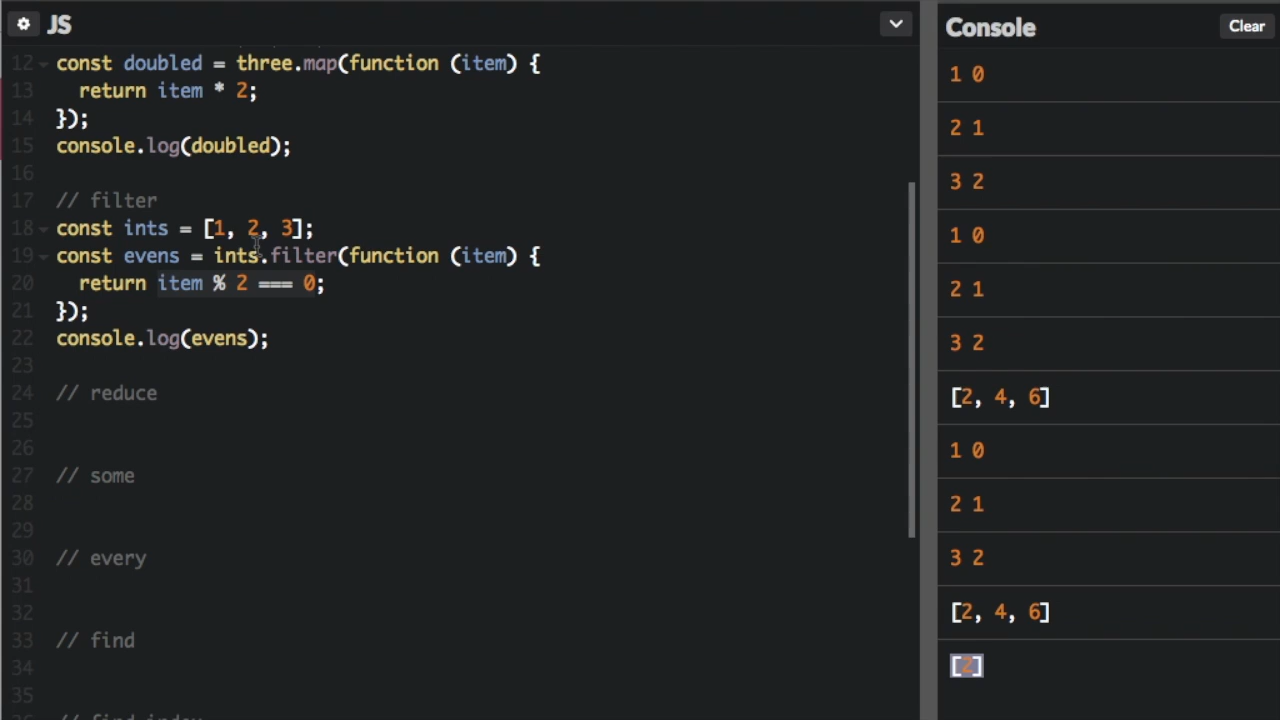 JS
12 const doubled = three.map(function (item) {
13 return item * 2;
14 });
15 console.log(doubled);
16
17 // filter
18 const ints = [1, 2, 3];
19 const evens = ints.filter(function (item) {
20 return item % 2 === 0;
21 });
22 console.log(evens);
23
24 // reduce
25
26
27 // some
28
29
30 // every
31
32
33 // find
34
35
Console
Clear
1 0
2 1
3 2
1 0
2 1
3 2
[2, 4, 6]
1 0
2 1
3 2
[2, 4, 6]
[2]